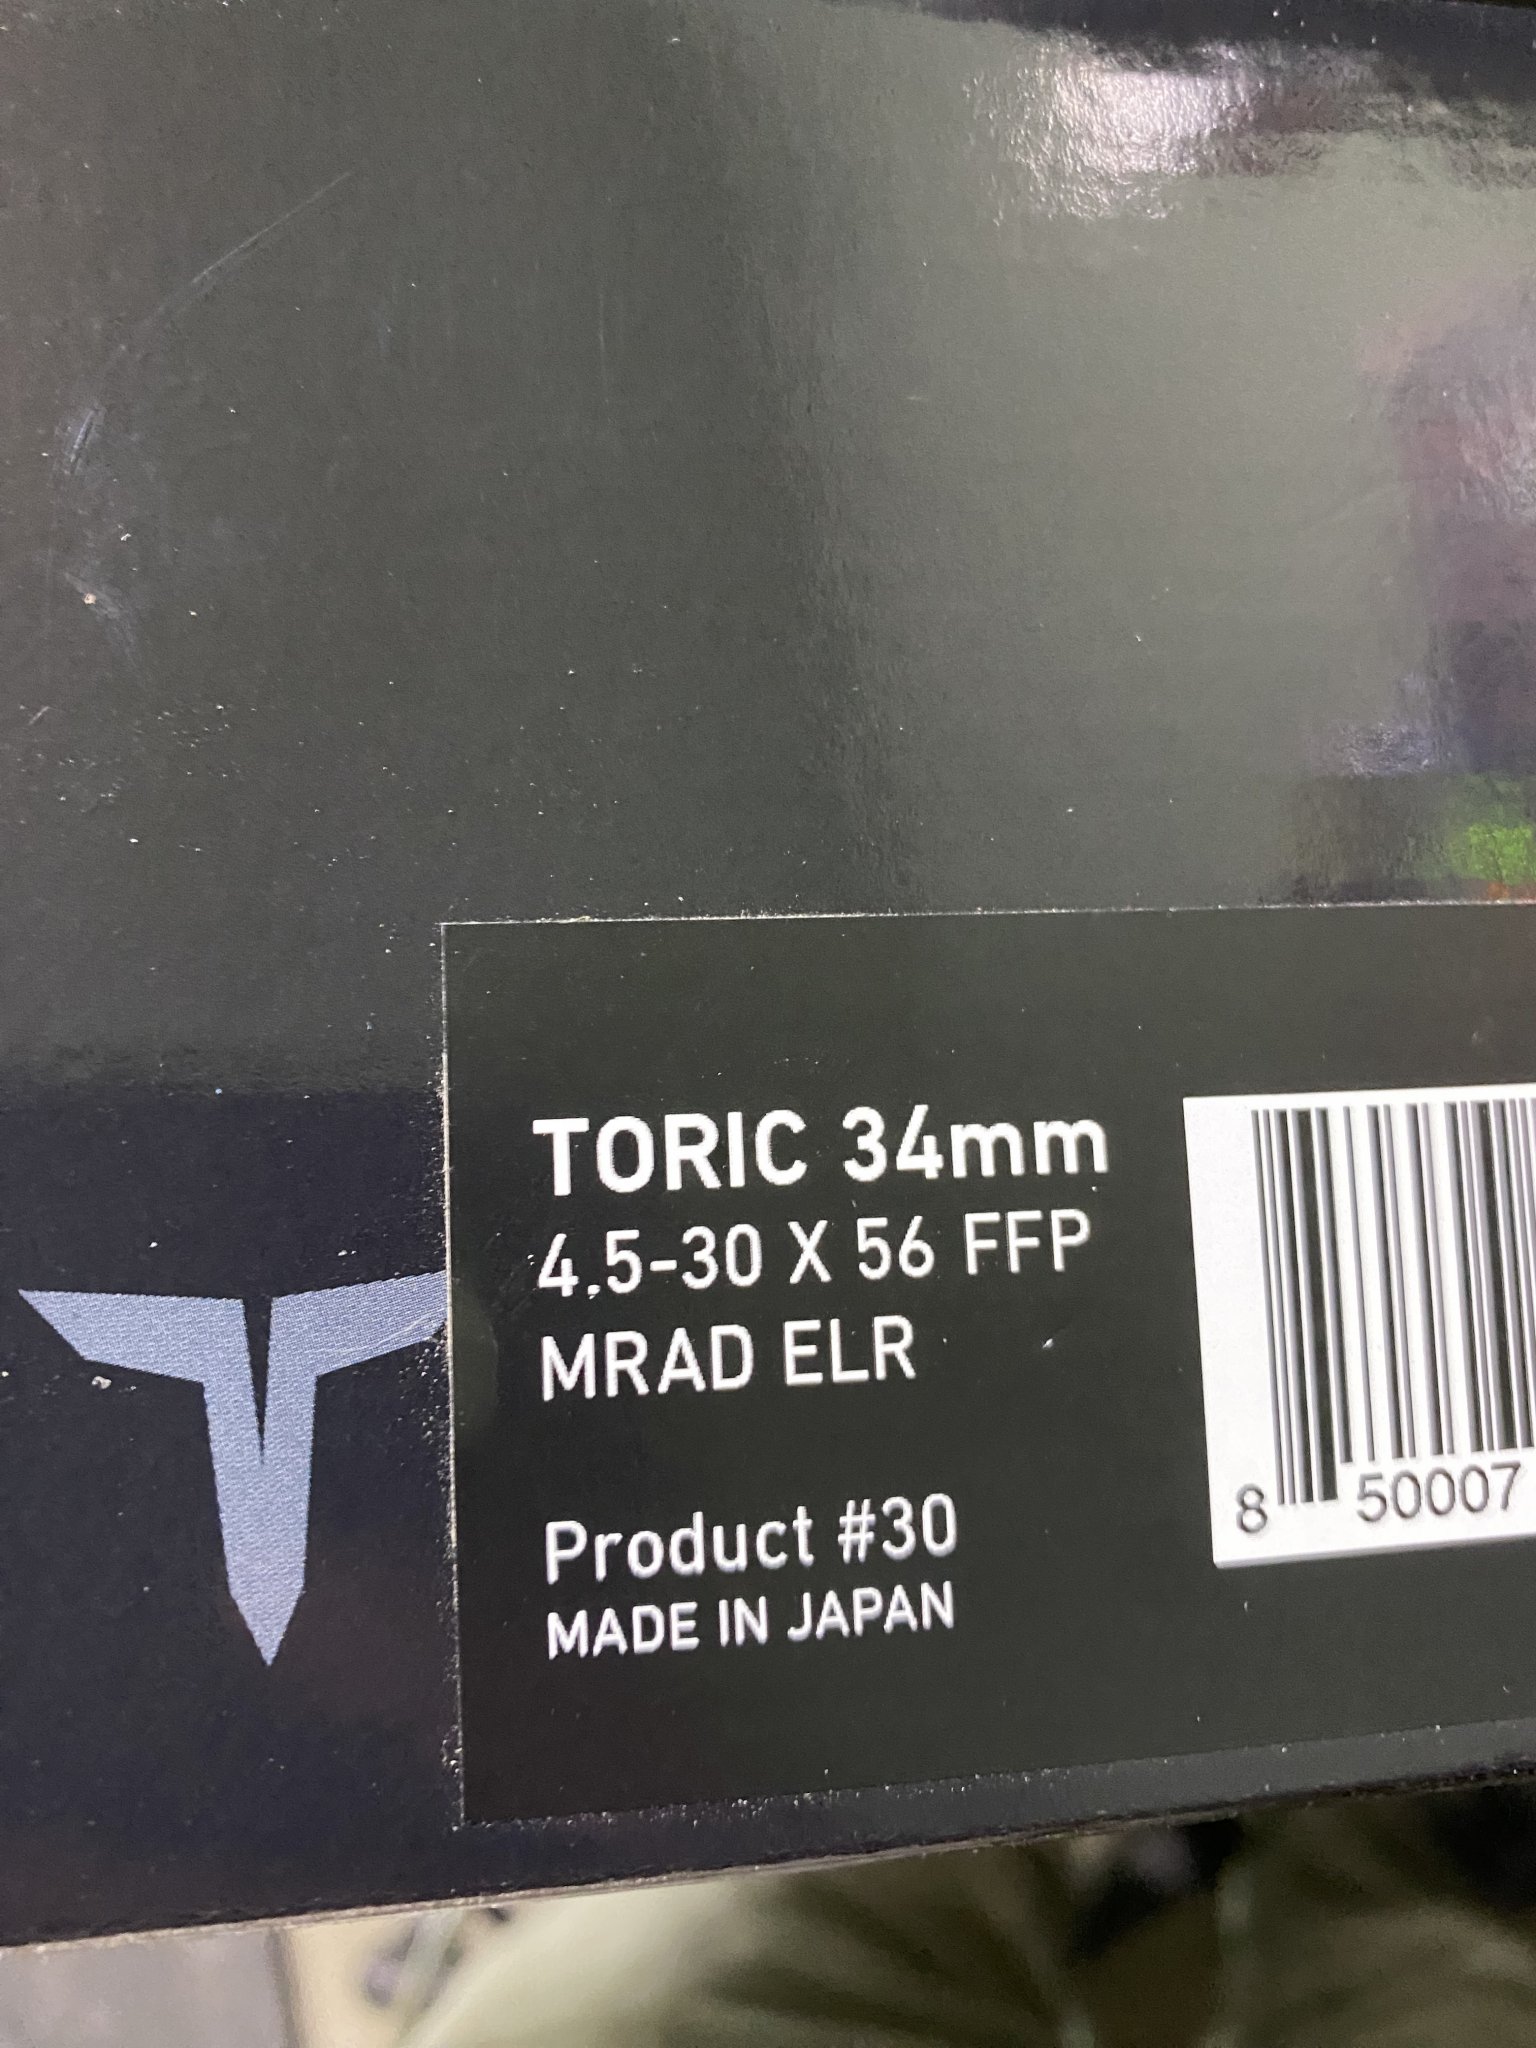 TORIC 34mm
4.5-30 X 56 FFP
MRAD ELR
Product #30
MADE IN JAPAN
8 50007